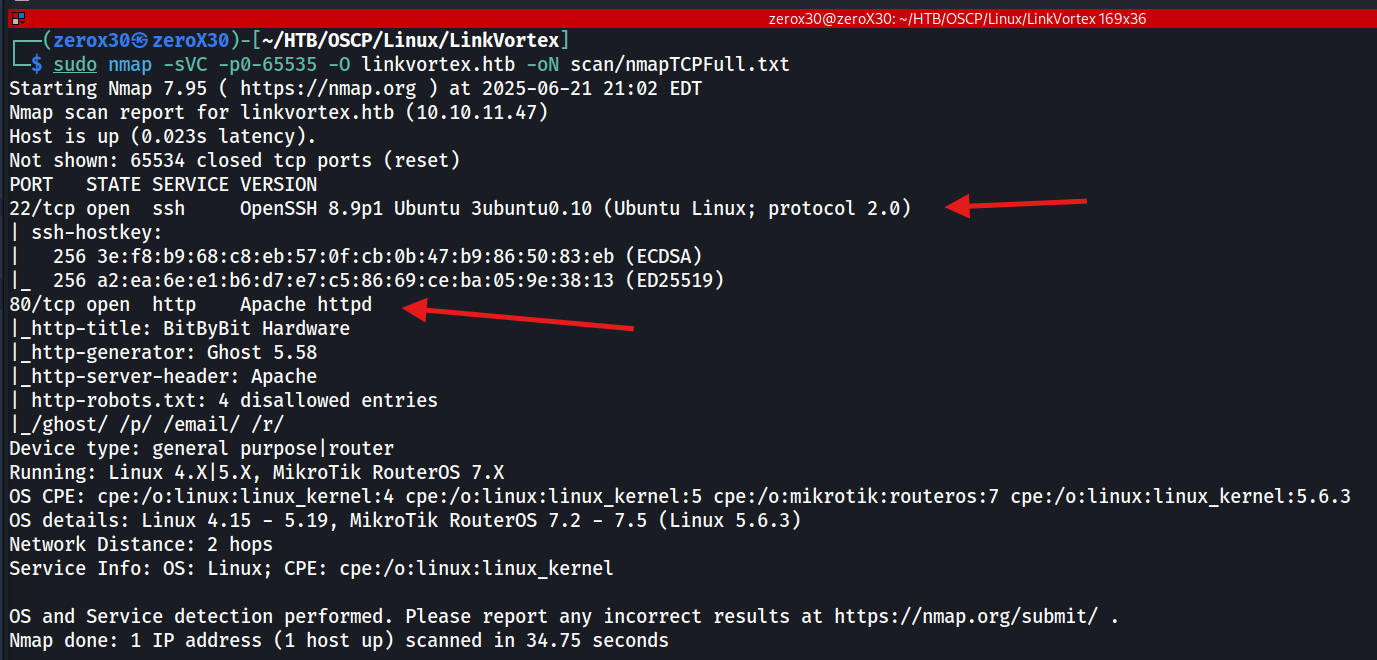 zerox30@zeroX30: ~/HTB/OSCP/Linux/LinkVortex 169x36
┌──(zerox30㉿zeroX30)-[~/HTB/OSCP/Linux/LinkVortex]
└─$ sudo nmap -sVC -p0-65535 -O linkvortex.htb -oN scan/nmapTCPFull.txt
Starting Nmap 7.95 ( https://nmap.org ) at 2025-06-21 21:02 EDT
Nmap scan report for linkvortex.htb (10.10.11.47)
Host is up (0.023s latency).
Not shown: 65534 closed tcp ports (reset)
PORT   STATE SERVICE VERSION
22/tcp open  ssh     OpenSSH 8.9p1 Ubuntu 3ubuntu0.10 (Ubuntu Linux; protocol 2.0)
| ssh-hostkey:
|   256 3e:f8:b9:68:c8:eb:57:0f:cb:0b:47:b9:86:50:83:eb (ECDSA)
|_  256 a2:ea:6e:e1:b6:d7:e7:c5:86:69:ce:ba:05:9e:38:13 (ED25519)
80/tcp open  http    Apache httpd
|_http-title: BitByBit Hardware
|_http-generator: Ghost 5.58
|_http-server-header: Apache
| http-robots.txt: 4 disallowed entries
|_/ghost/ /p/ /email/ /r/
Device type: general purpose|router
Running: Linux 4.X|5.X, MikroTik RouterOS 7.X
OS CPE: cpe:/o:linux:linux_kernel:4 cpe:/o:linux:linux_kernel:5 cpe:/o:mikrotik:routeros:7 cpe:/o:linux:linux_kernel:5.6.3
OS details: Linux 4.15 - 5.19, MikroTik RouterOS 7.2 - 7.5 (Linux 5.6.3)
Network Distance: 2 hops
Service Info: OS: Linux; CPE: cpe:/o:linux:linux_kernel
OS and Service detection performed. Please report any incorrect results at https://nmap.org/submit/ .
Nmap done: 1 IP address (1 host up) scanned in 34.75 seconds